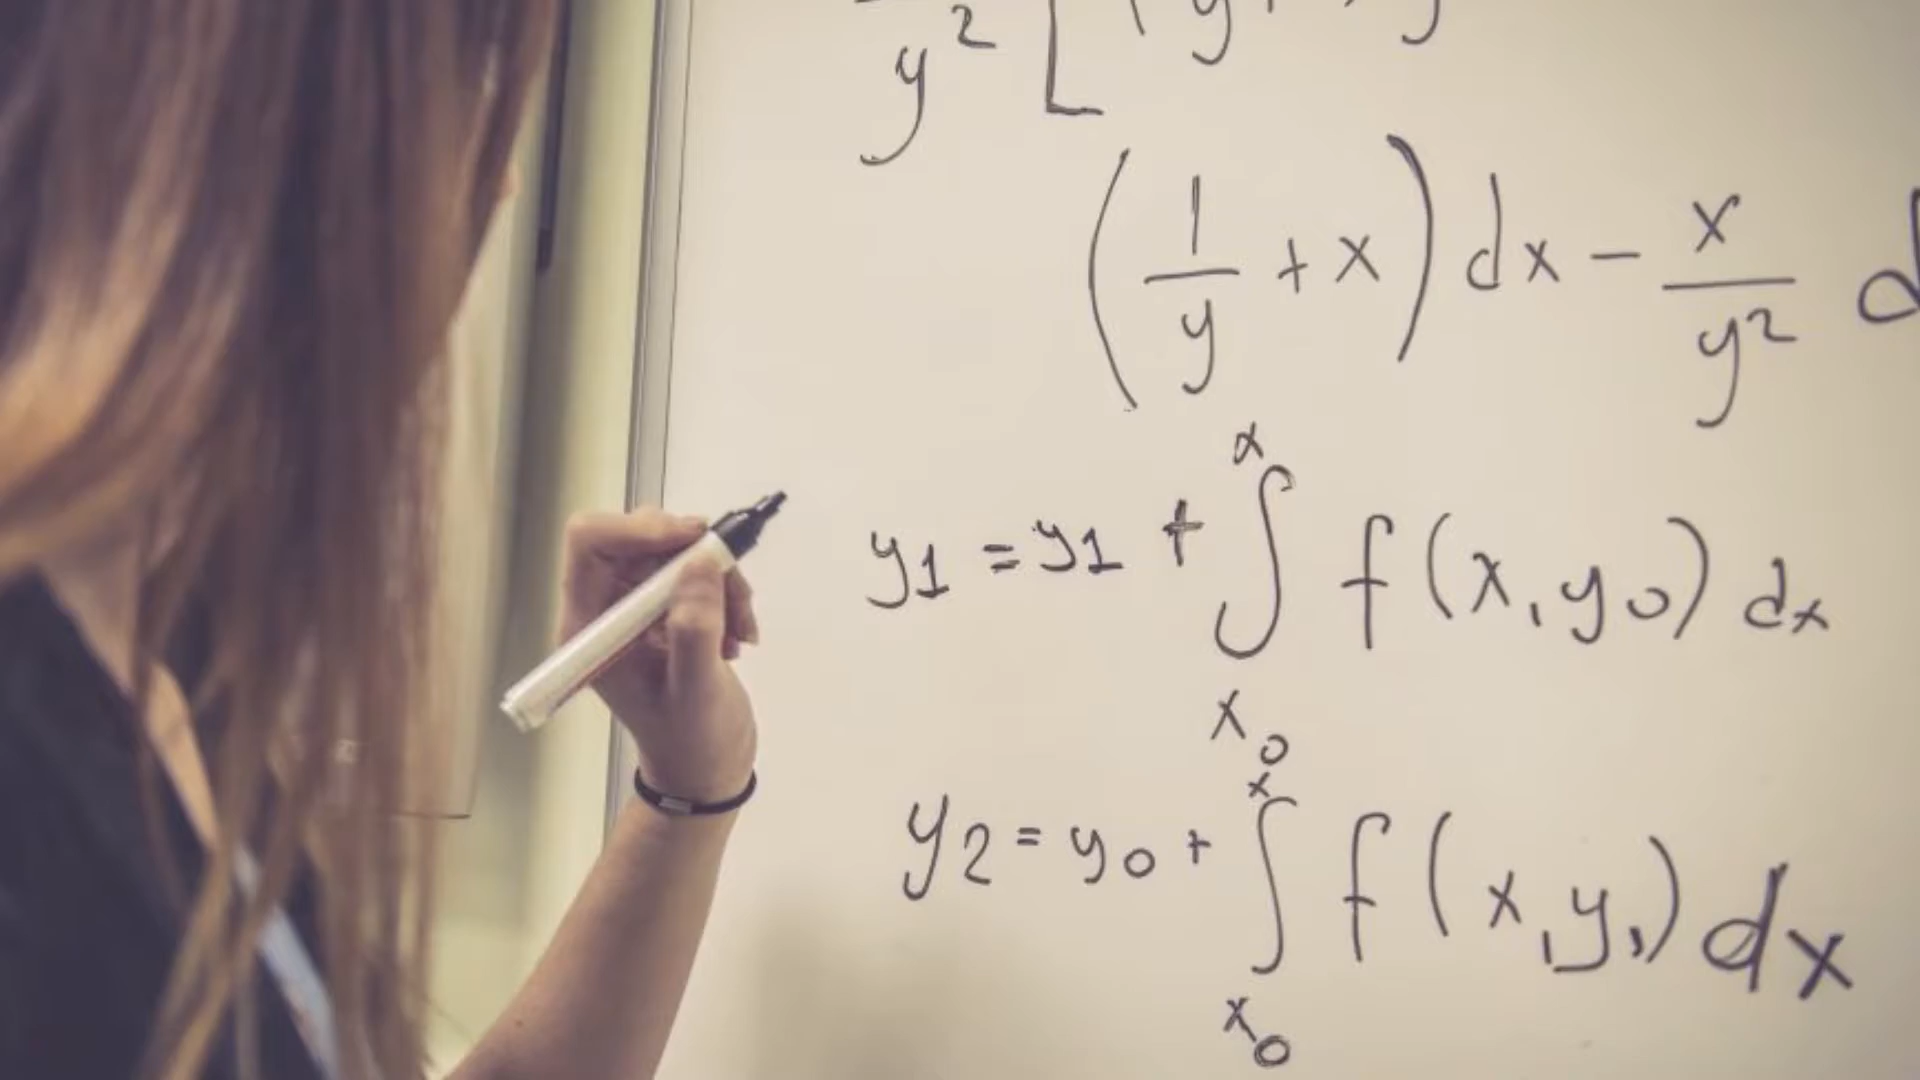 y² [
(1/y + x) dx - x/y² d
y1 = y1 + ∫_{x0}^{x} f(x, y0) dx
y2 = y0 + ∫_{x0}^{x} f(x, y1) dx